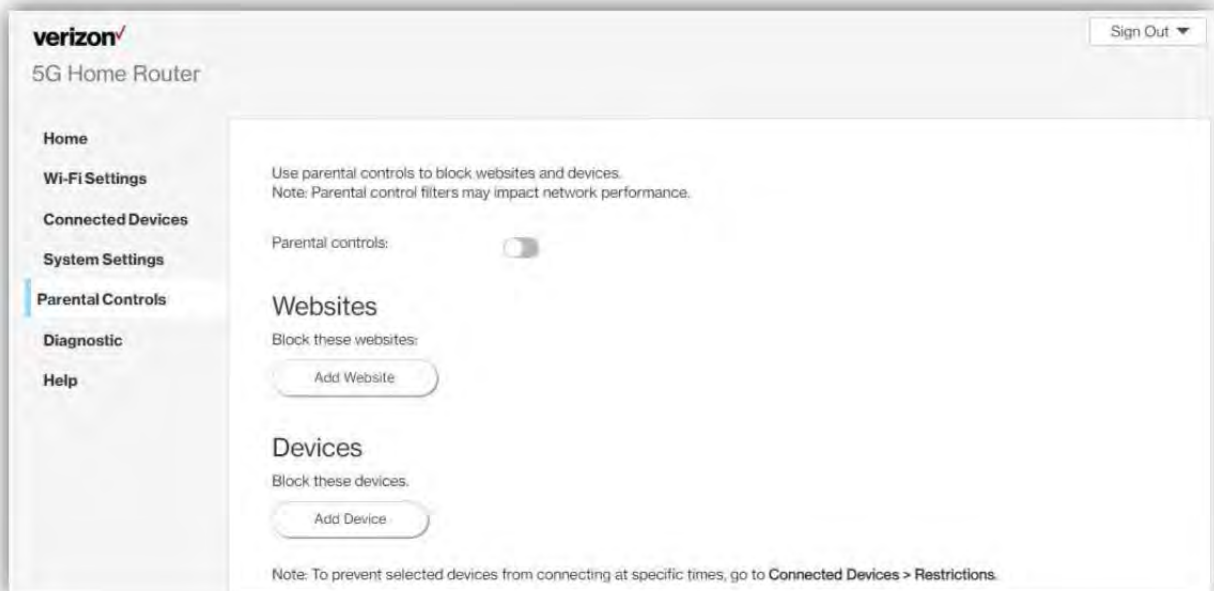 verizon
Sign Out
5G Home Router
Home
Wi-Fi Settings
Connected Devices
System Settings
Parental Controls
Diagnostic
Help
Use parental controls to block websites and devices.
Note: Parental control filters may impact network performance.
Parental controls:
Websites
Block these websites:
Add Website
Devices
Block these devices.
Add Device
Note: To prevent selected devices from connecting at specific times, go to Connected Devices > Restrictions.